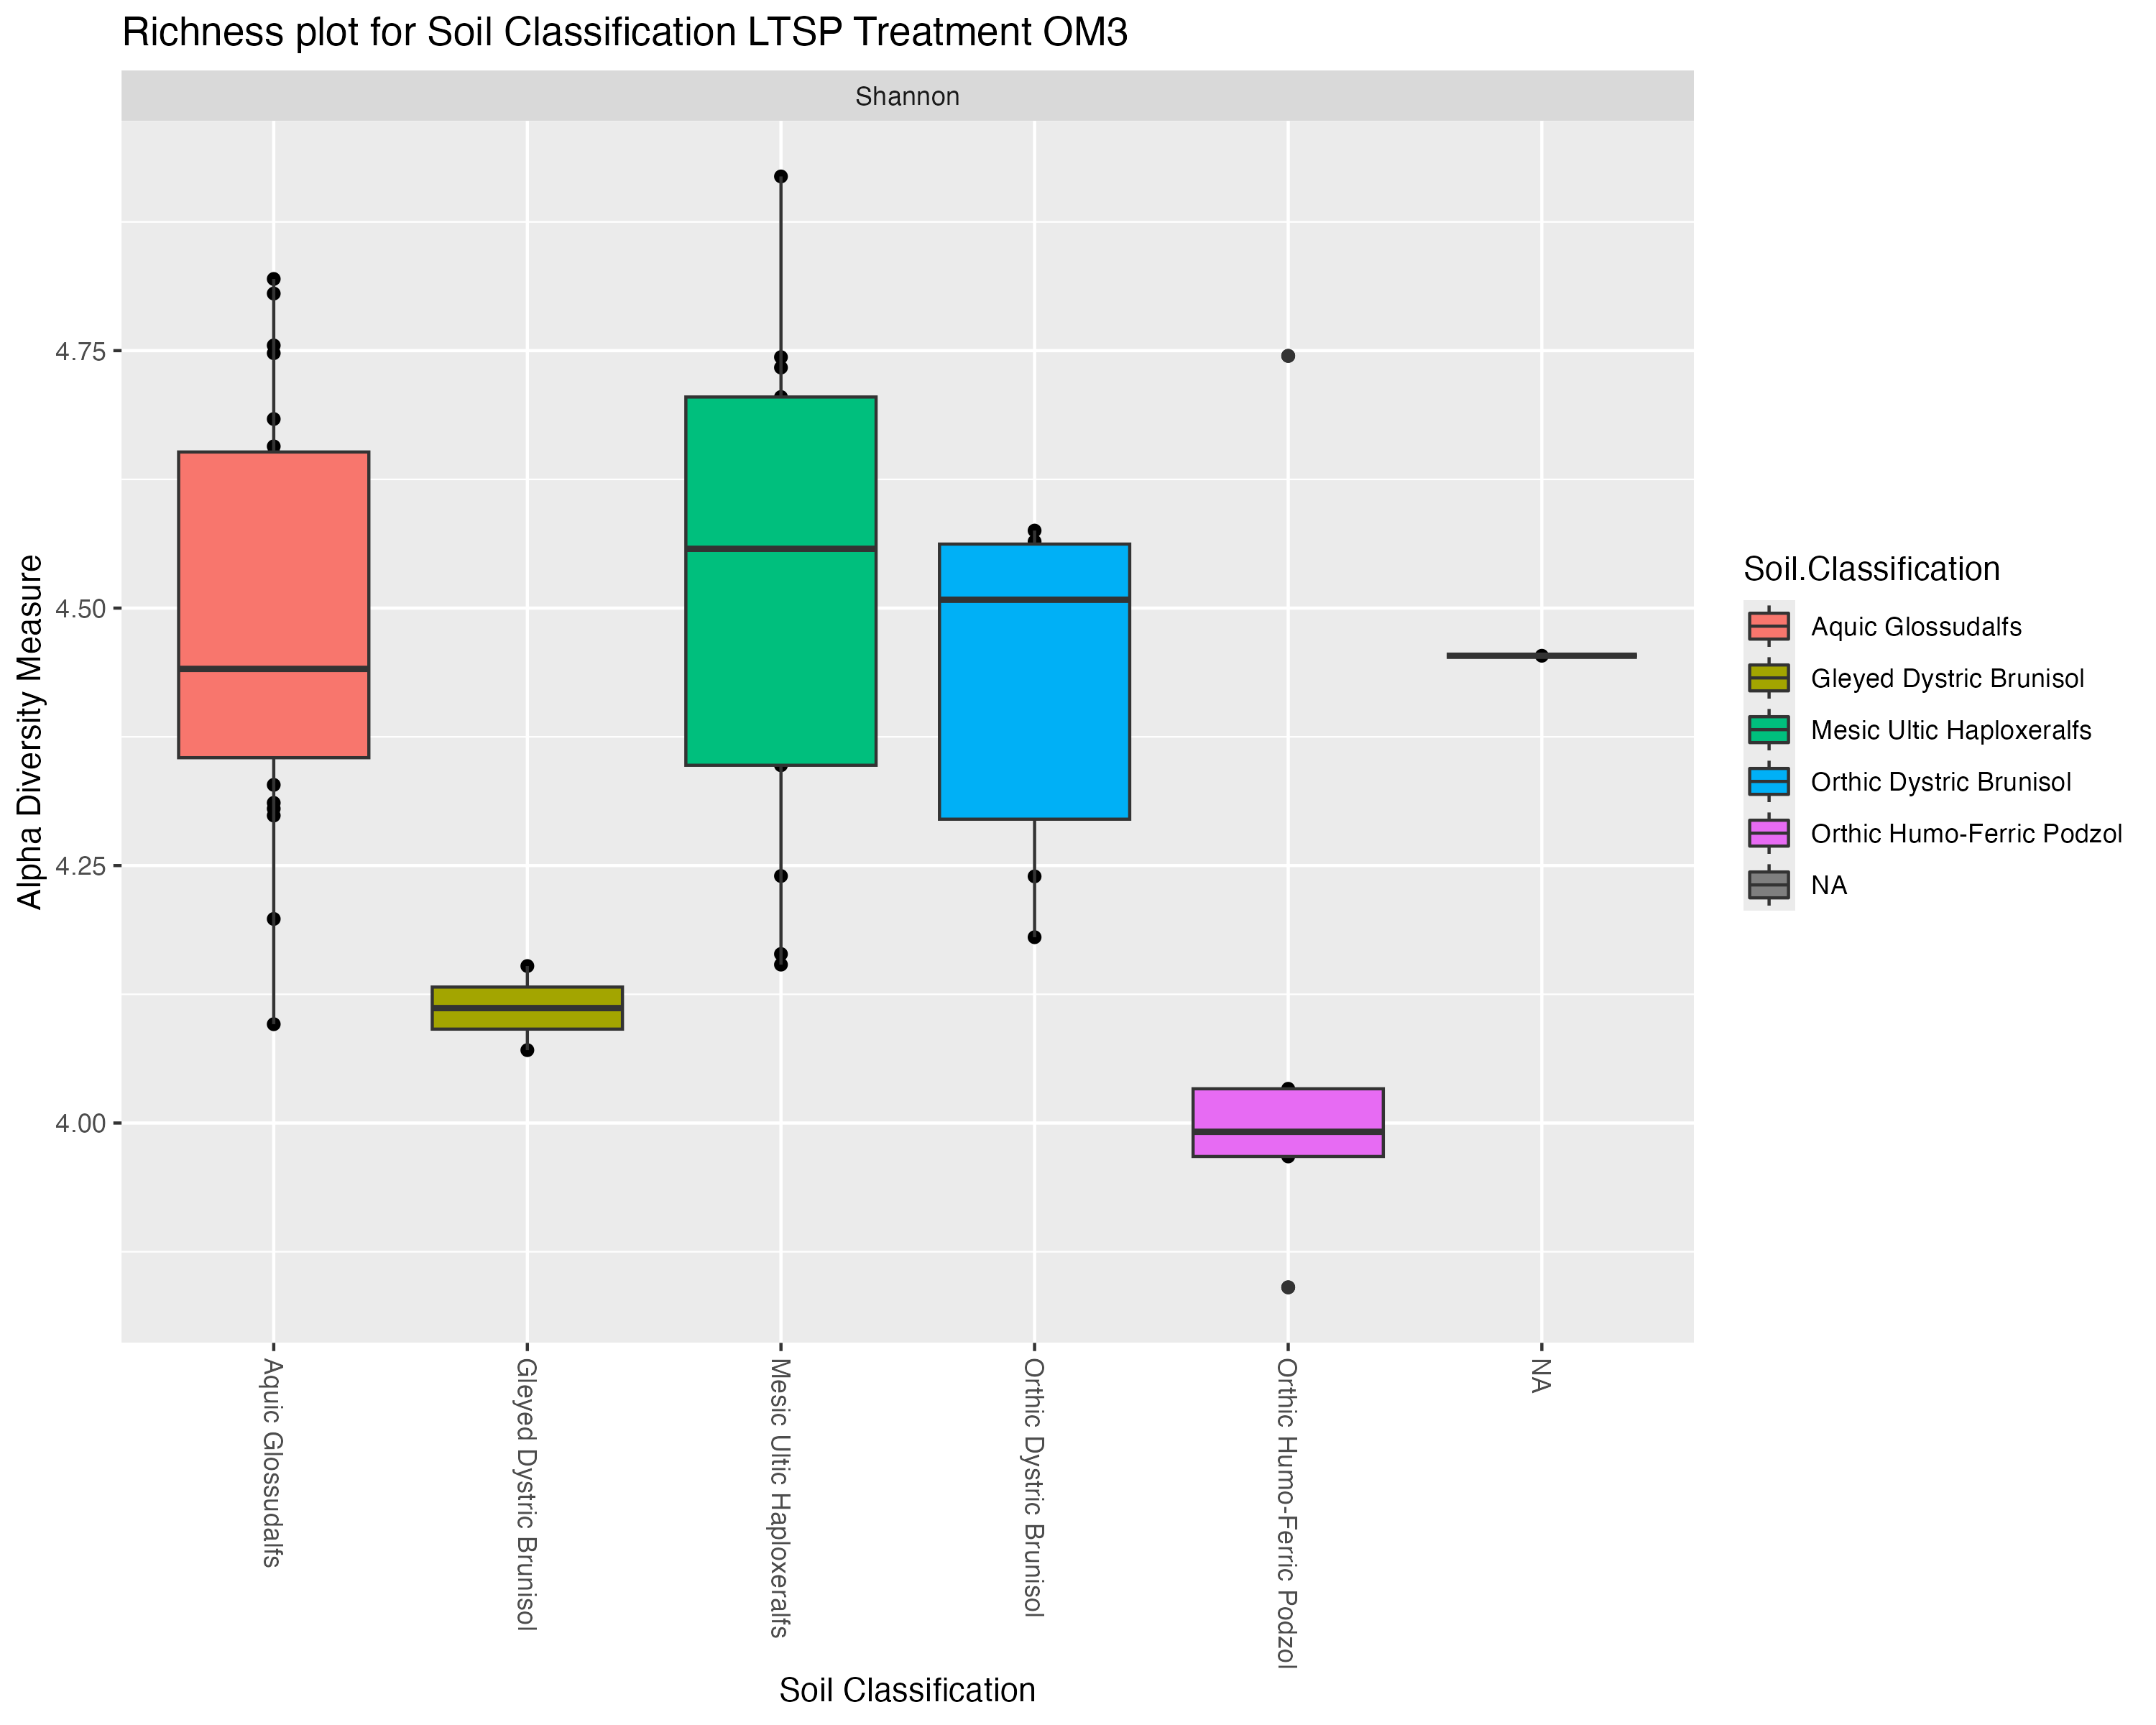 Richness plot for Soil Classification LTSP Treatment OM3
Shannon
Alpha Diversity Measure
4.75
4.50
4.25
4.00
Aquic Glossudalfs
Gleyed Dystric Brunisol
Mesic Ultic Haploxeralfs
Orthic Dystric Brunisol
Orthic Humo-Ferric Podzol
NA
Soil Classification
Soil.Classification
Aquic Glossudalfs
Gleyed Dystric Brunisol
Mesic Ultic Haploxeralfs
Orthic Dystric Brunisol
Orthic Humo-Ferric Podzol
NA